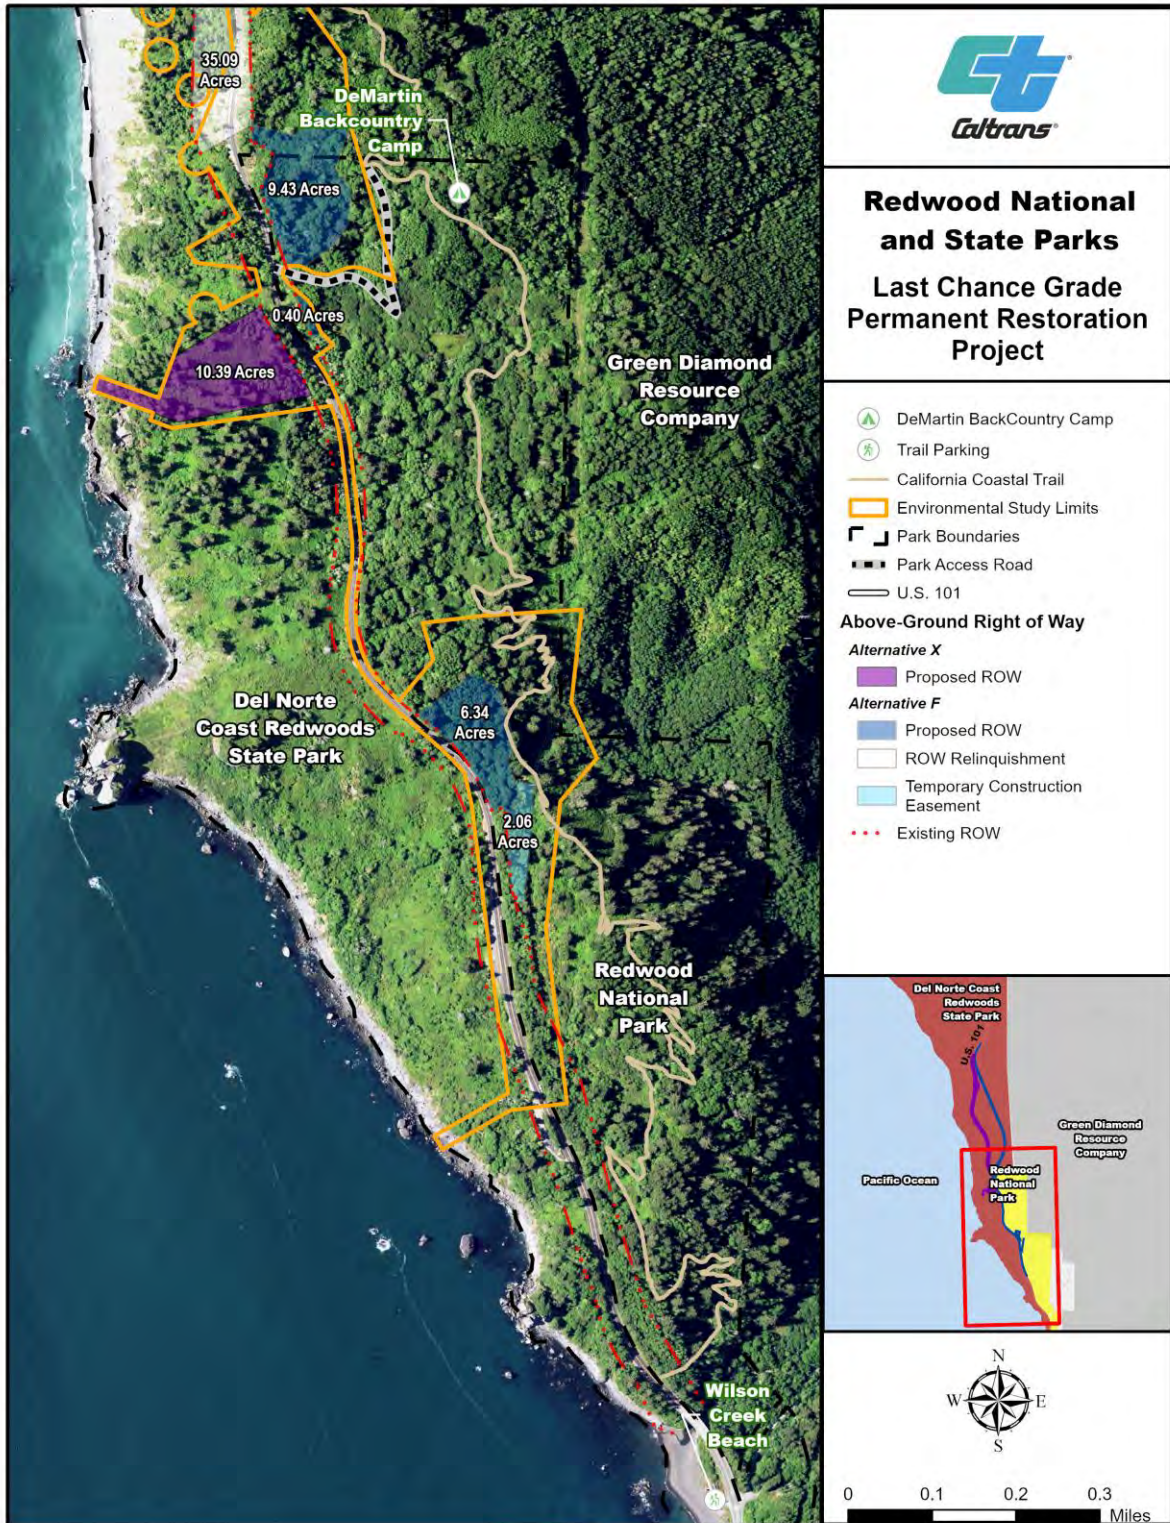 35.09
Acres
DeMartin
Backcountry
Camp
9.43 Acres
0.40 Acres
10.39 Acres
Green Diamond
Resource
Company
Del Norte
Coast Redwoods
State Park
6.34
Acres
2.06
Acres
Redwood
National
Park
Wilson
Creek
Beach
Caltrans®
Redwood National
and State Parks
Last Chance Grade
Permanent Restoration
Project
DeMartin BackCountry Camp
Trail Parking
California Coastal Trail
Environmental Study Limits
Park Boundaries
Park Access Road
U.S. 101
Above-Ground Right of Way
Alternative X
Proposed ROW
Alternative F
Proposed ROW
ROW Relinquishment
Temporary Construction
Easement
Existing ROW
Del Norte Coast
Redwoods
State Park
U.S. 101
Green Diamond
Resource
Company
Pacific Ocean
Redwood
National
Park
N
W E
S
0 0.1 0.2 0.3
Miles